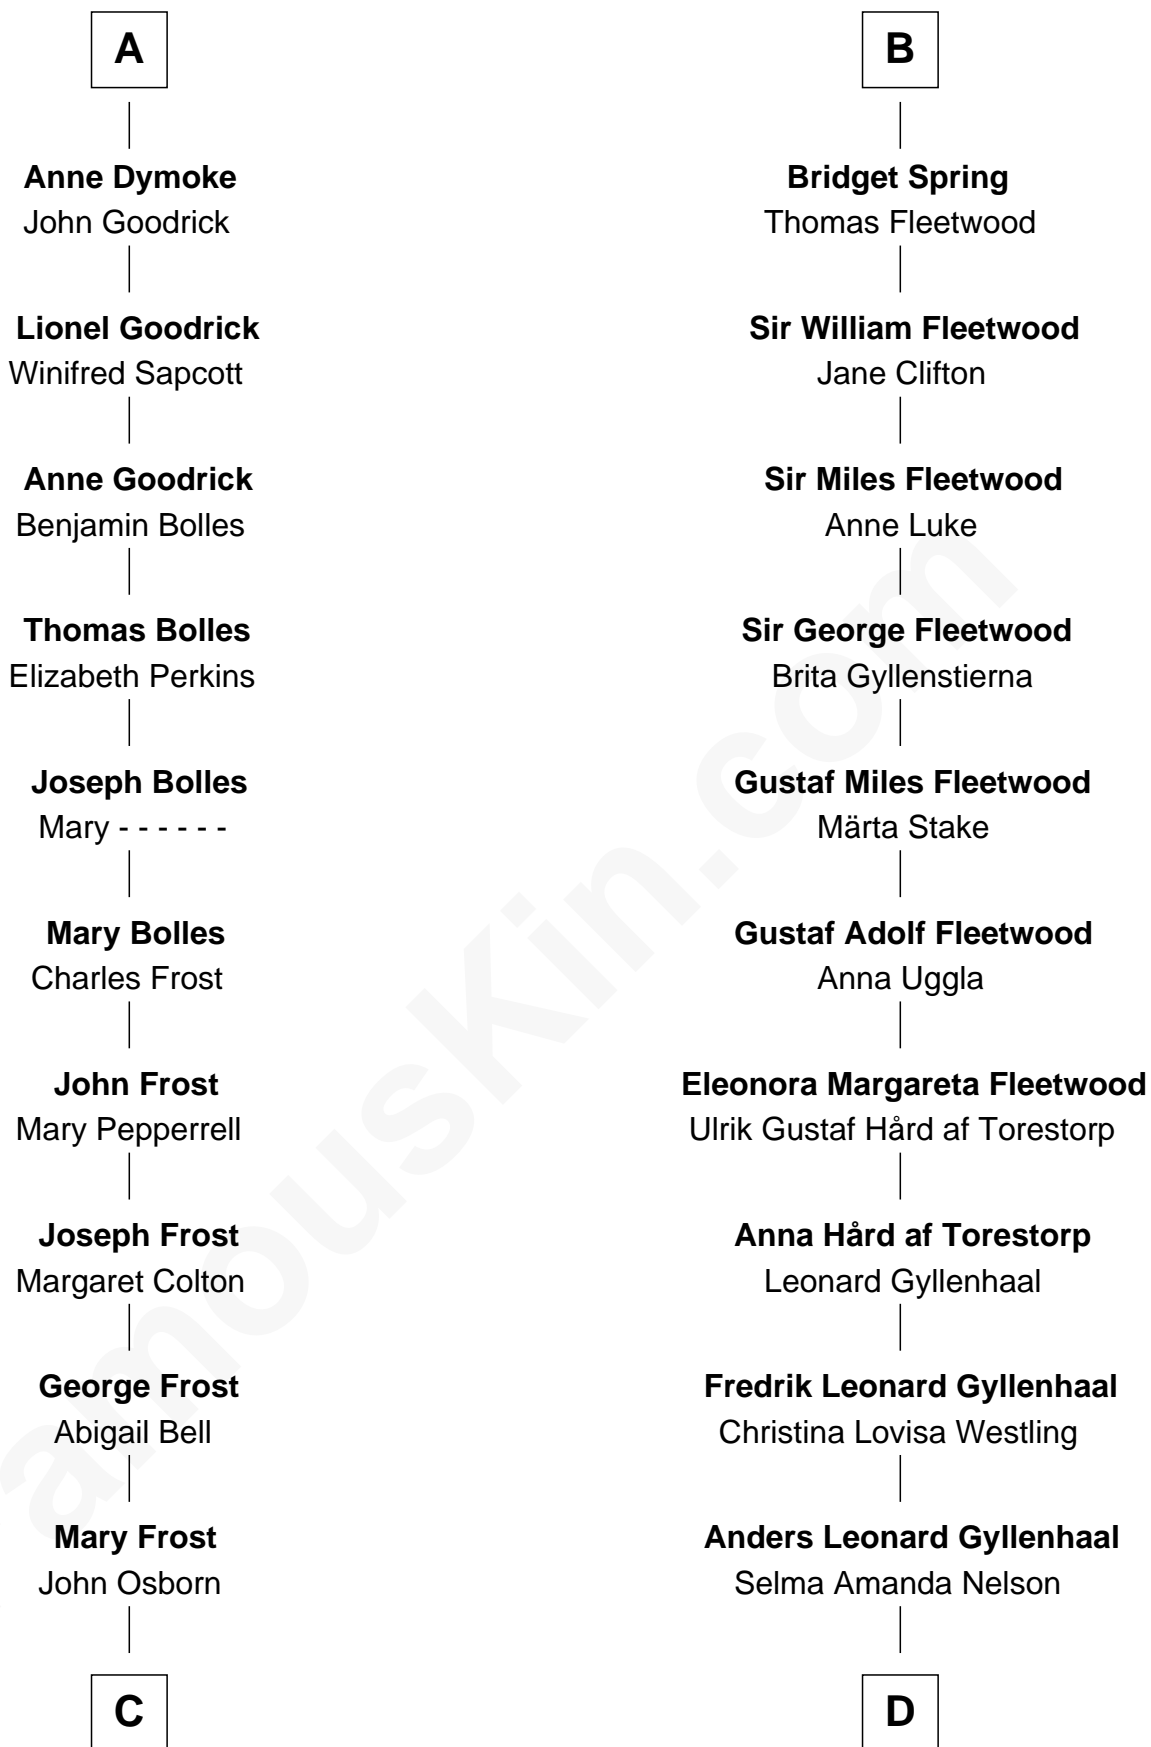 A
Anne Dymoke
John Goodrick
Lionel Goodrick
Winifred Sapcott
Anne Goodrick
Benjamin Bolles
Thomas Bolles
Elizabeth Perkins
Joseph Bolles
Mary - - - - - -
Mary Bolles
Charles Frost
John Frost
Mary Pepperrell
Joseph Frost
Margaret Colton
George Frost
Abigail Bell
Mary Frost
John Osborn
C
B
Bridget Spring
Thomas Fleetwood
Sir William Fleetwood
Jane Clifton
Sir Miles Fleetwood
Anne Luke
Sir George Fleetwood
Brita Gyllenstierna
Gustaf Miles Fleetwood
Märta Stake
Gustaf Adolf Fleetwood
Anna Uggla
Eleonora Margareta Fleetwood
Ulrik Gustaf Hård af Torestorp
Anna Hård af Torestorp
Leonard Gyllenhaal
Fredrik Leonard Gyllenhaal
Christina Lovisa Westling
Anders Leonard Gyllenhaal
Selma Amanda Nelson
D
amousKin.com